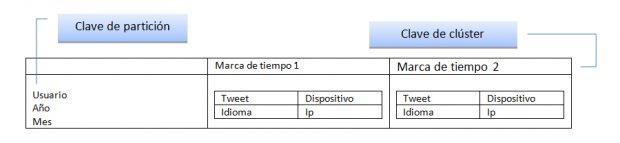 Clave de partición
Clave de clúster
Marca de tiempo 1
Marca de tiempo 2
Usuario
Año
Mes
Tweet Dispositivo
Idioma Ip
Tweet Dispositivo
Idioma Ip